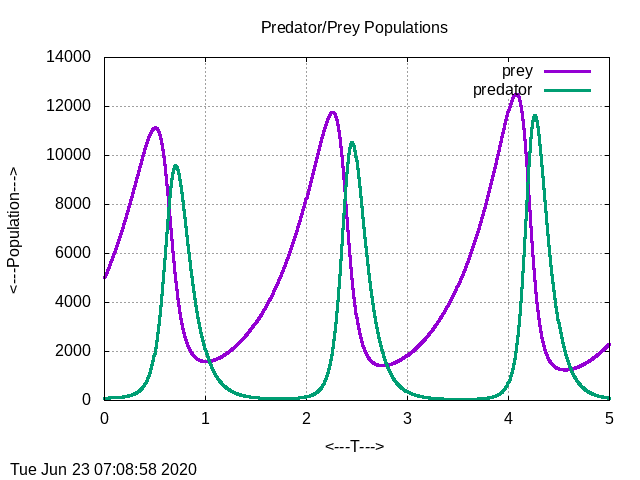 Predator/Prey Populations
14000
12000
10000
8000
6000
4000
2000
0
<---Population--->
prey
predator
0 1 2 3 4 5
<---T--->
Tue Jun 23 07:08:58 2020